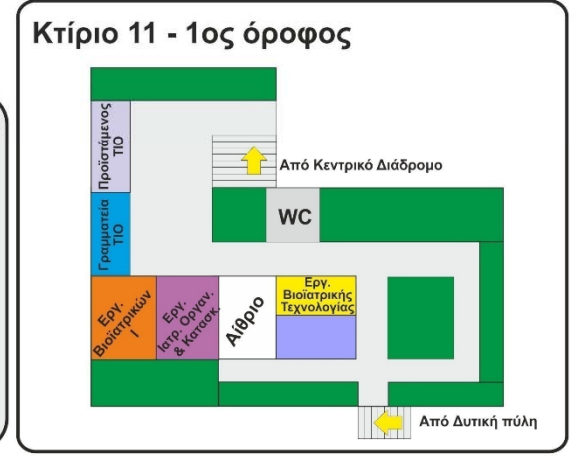 Κτίριο 11 - 1ος όροφος
Προϊστάμενος
ΤΙΟ
Από Κεντρικό Διάδρομο
Γραμματεία
ΤΙΟ
WC
Εργ.
Βιοϊατρικών
Ι
Εργ.
Ιατρ. Οργαν.
& Κατασκ.
Αίθριο
Εργ.
Βιοϊατρικής
Τεχνολογίας
Από Δυτική πύλη